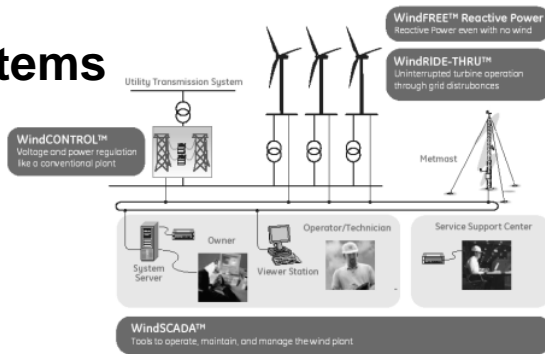 tems
WindFREE™ Reactive Power
Reactive Power even with no wind
WindRIDE-THRU™
Uninterrupted turbine operation
through grid distrubances
Utility Transmission System
WindCONTROL™
Voltage and power regulation
like a conventional plant
Metmast
Owner
Operator/Technician
Service Support Center
System
Server
Viewer Station
WindSCADA™
Tools to operate, maintain, and manage the wind plant